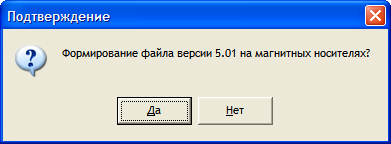 Подтверждение
Формирование файла версии 5.01 на магнитных носителях?
Да
Нет